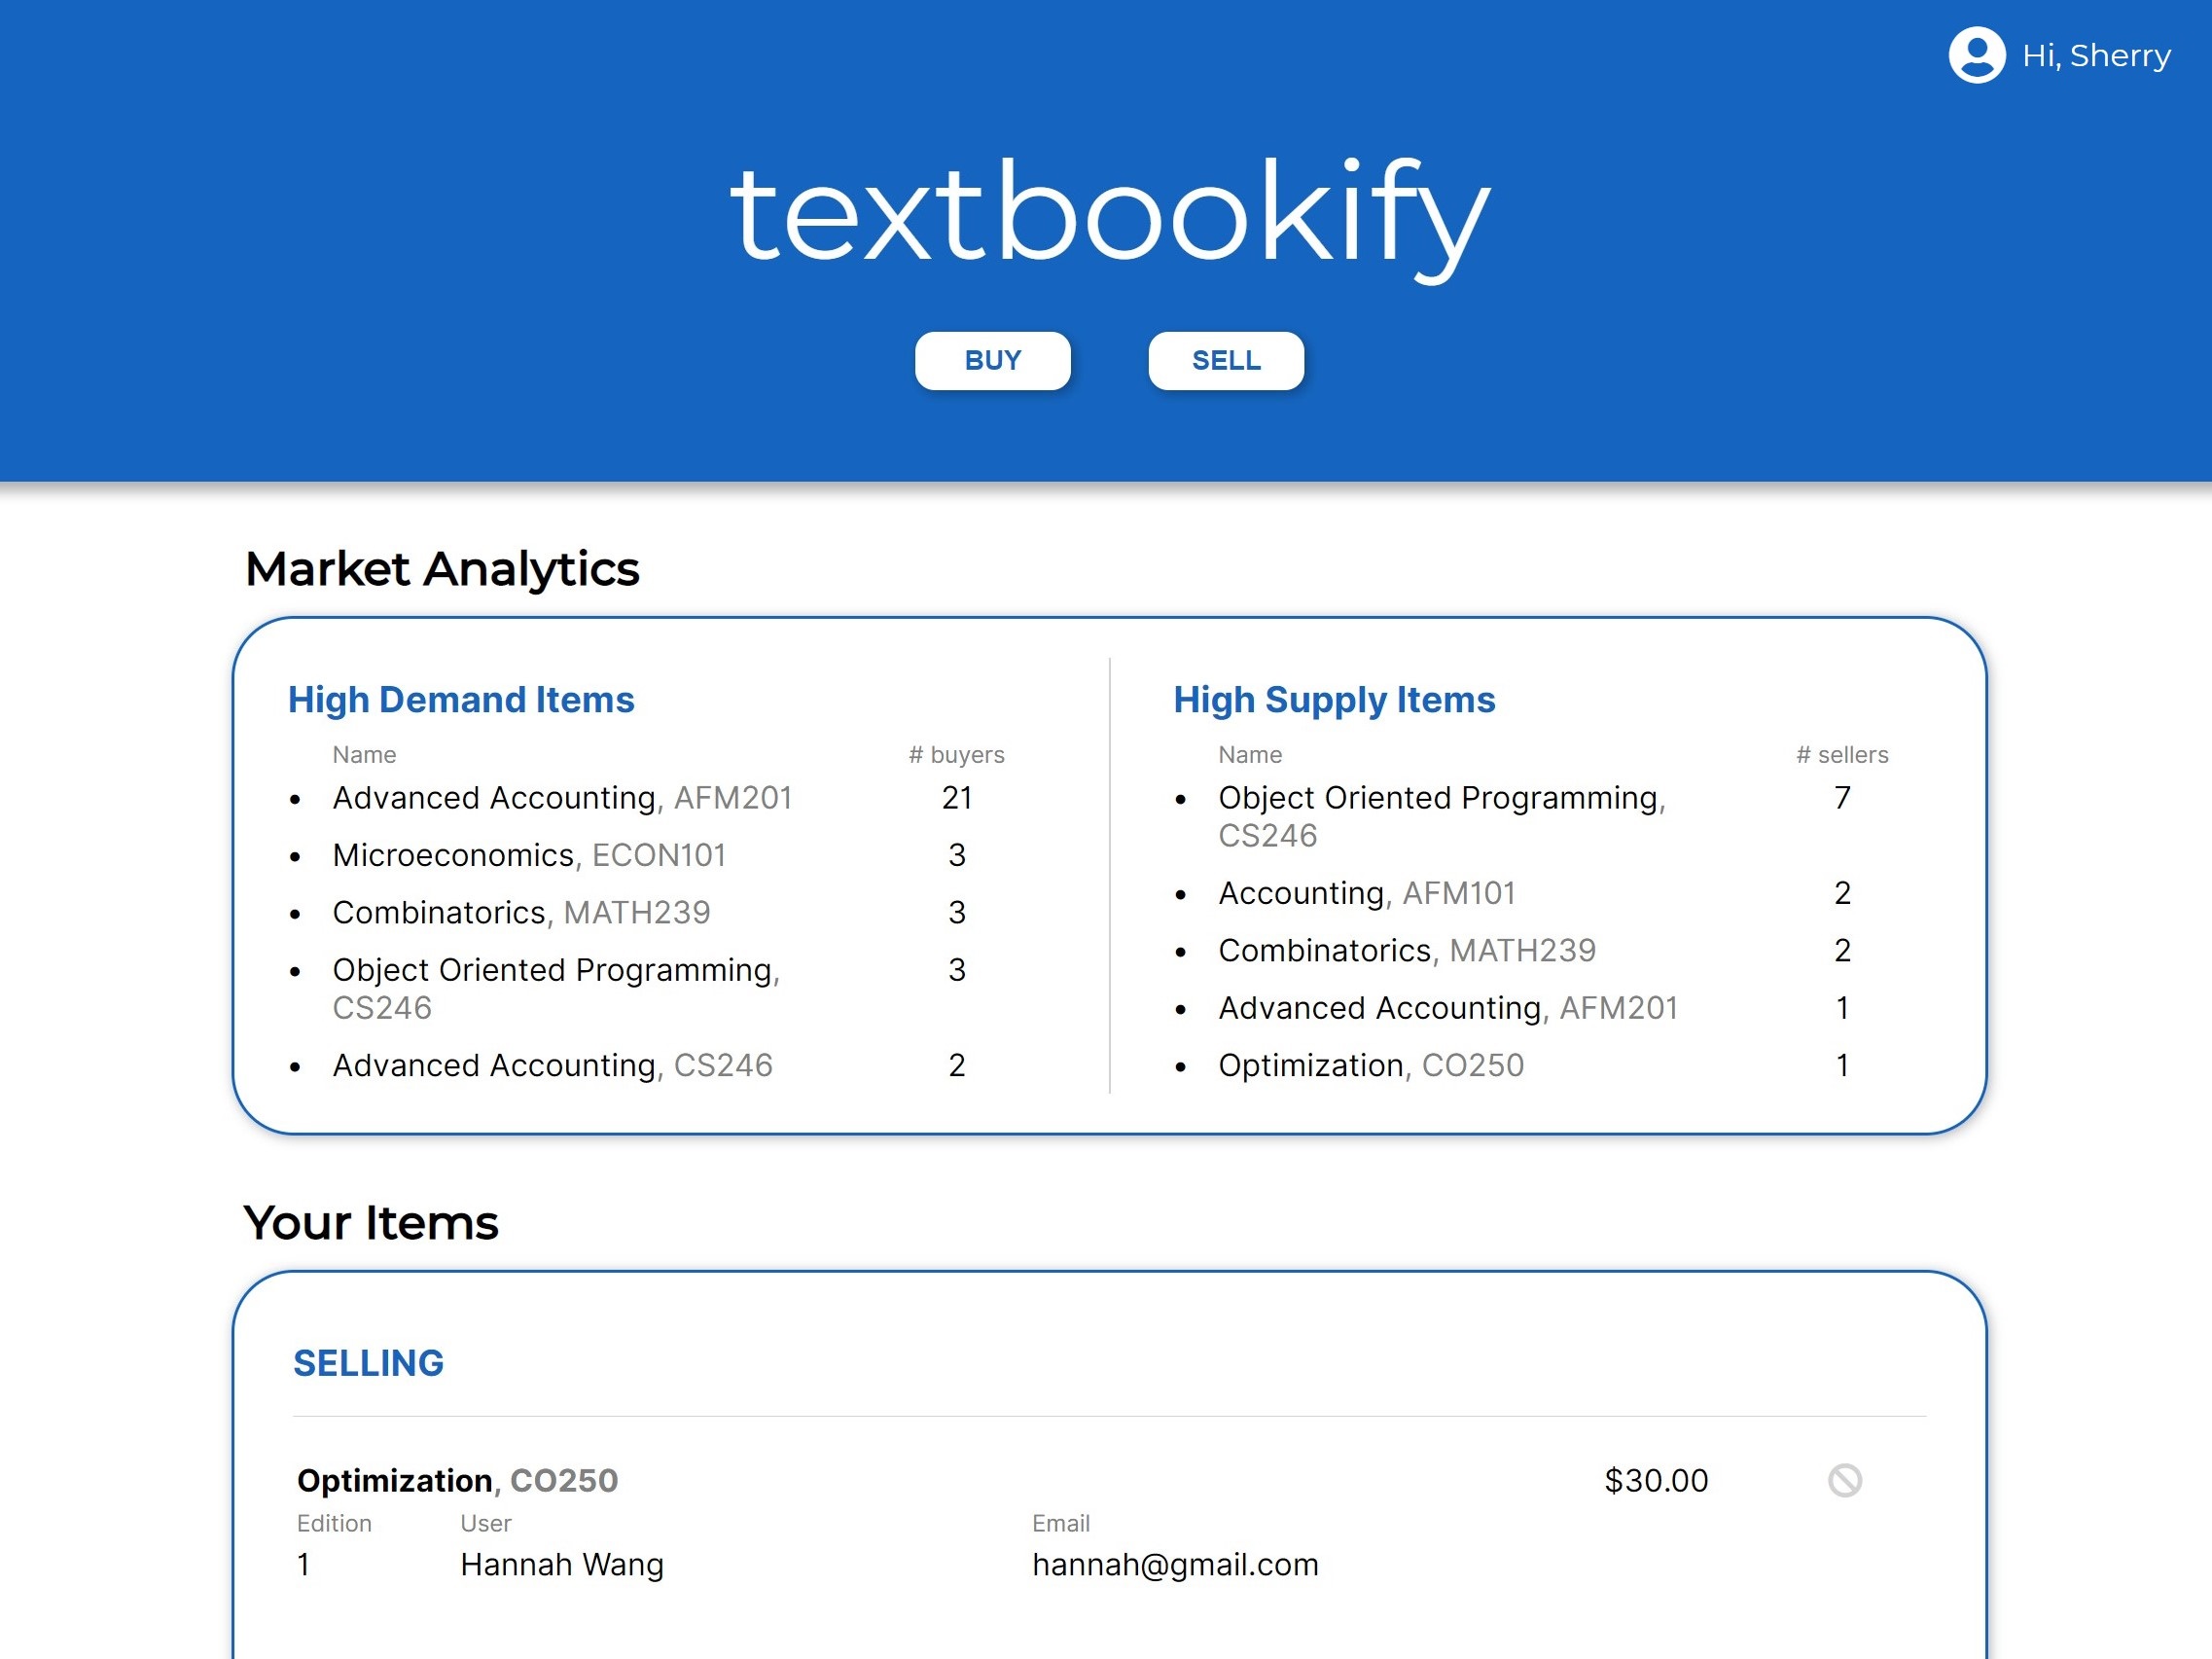 Hi, Sherry
textbookify
BUY
SELL
Market Analytics
High Demand Items
Name # buyers
Advanced Accounting, AFM201 21
Microeconomics, ECON101 3
Combinatorics, MATH239 3
Object Oriented Programming, 3
CS246
Advanced Accounting, CS246 2
High Supply Items
Name # sellers
Object Oriented Programming, 7
CS246
Accounting, AFM101 2
Combinatorics, MATH239 2
Advanced Accounting, AFM201 1
Optimization, CO250 1
Your Items
SELLING
Optimization, CO250 $30.00
Edition User Email
1 Hannah Wang hannah@gmail.com